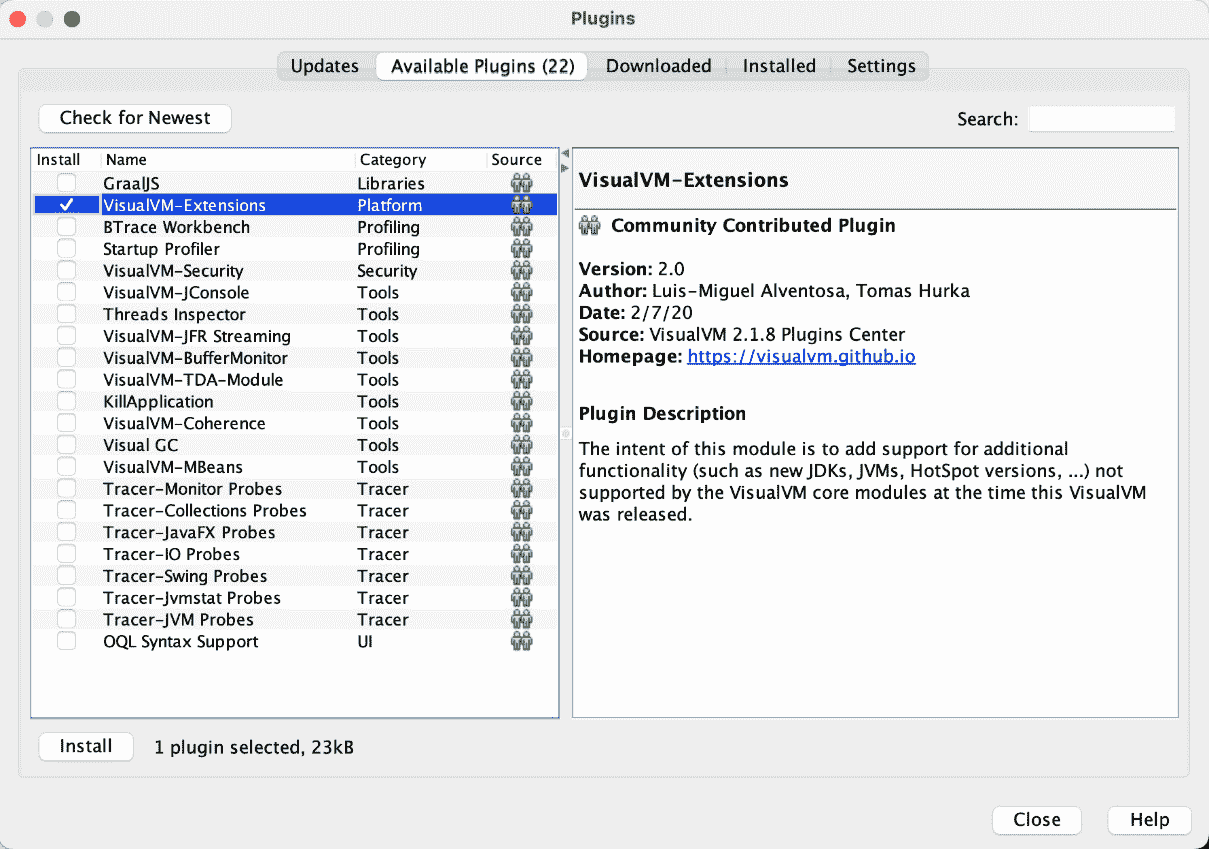 Plugins
Updates Available Plugins (22) Downloaded Installed Settings
Check for Newest Search:
Install Name Category Source
GraalJS Libraries
VisualVM-Extensions Platform
BTrace Workbench Profiling
Startup Profiler Profiling
VisualVM-Security Security
VisualVM-JConsole Tools
Threads Inspector Tools
VisualVM-JFR Streaming Tools
VisualVM-BufferMonitor Tools
VisualVM-TDA-Module Tools
KillApplication Tools
VisualVM-Coherence Tools
Visual GC Tools
VisualVM-MBeans Tools
Tracer-Monitor Probes Tracer
Tracer-Collections Probes Tracer
Tracer-JavaFX Probes Tracer
Tracer-IO Probes Tracer
Tracer-Swing Probes Tracer
Tracer-Jvmstat Probes Tracer
Tracer-JVM Probes Tracer
OQL Syntax Support UI
VisualVM-Extensions
Community Contributed Plugin
Version: 2.0
Author: Luis-Miguel Alventosa, Tomas Hurka
Date: 2/7/20
Source: VisualVM 2.1.8 Plugins Center
Homepage: https://visualvm.github.io
Plugin Description
The intent of this module is to add support for additional
functionality (such as new JDKs, JVMs, HotSpot versions, ...) not
supported by the VisualVM core modules at the time this VisualVM
was released.
Install 1 plugin selected, 23kB
Close Help